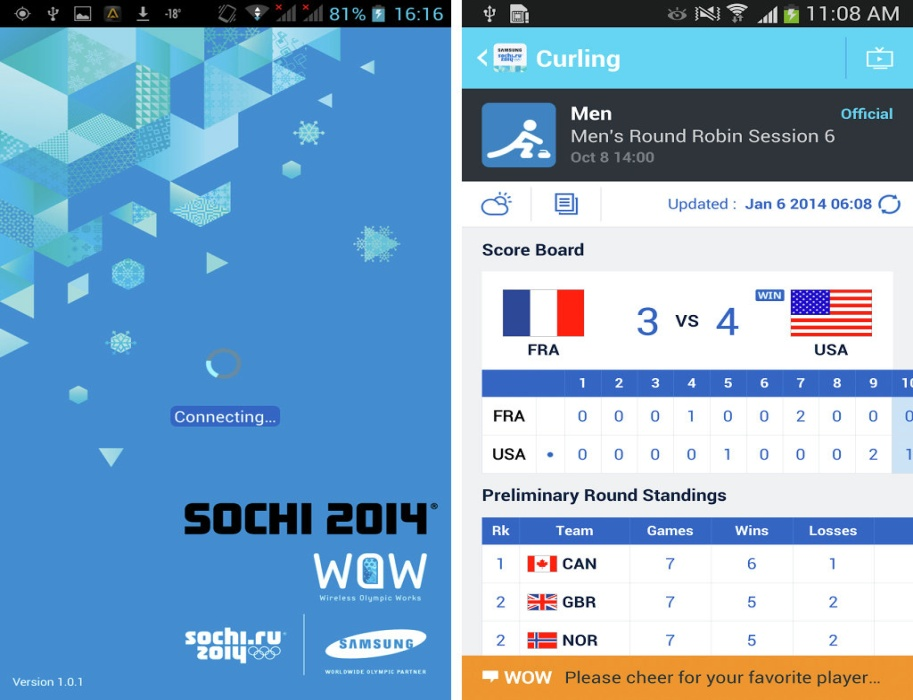 -18°
81%
16:16
Connecting...
SOCHI 2014®
WOW
Wireless Olympic Works
sochi.ru
2014
SAMSUNG
WORLDWIDE OLYMPIC PARTNER
Version 1.0.1
11:08 AM
SAMSUNG
sochi.ru
2014
Curling
Men
Official
Men's Round Robin Session 6
Oct 8 14:00
Updated : Jan 6 2014 06:08
Score Board
WIN
3 VS 4
FRA USA
1 2 3 4 5 6 7 8 9 10
FRA 0 0 0 1 0 0 2 0 0 0
USA • 0 0 0 0 1 0 0 0 2 1
Preliminary Round Standings
Rk Team Games Wins Losses
1 CAN 7 6 1
2 GBR 7 5 2
2 NOR 7 5 2
WOW Please cheer for your favorite player...